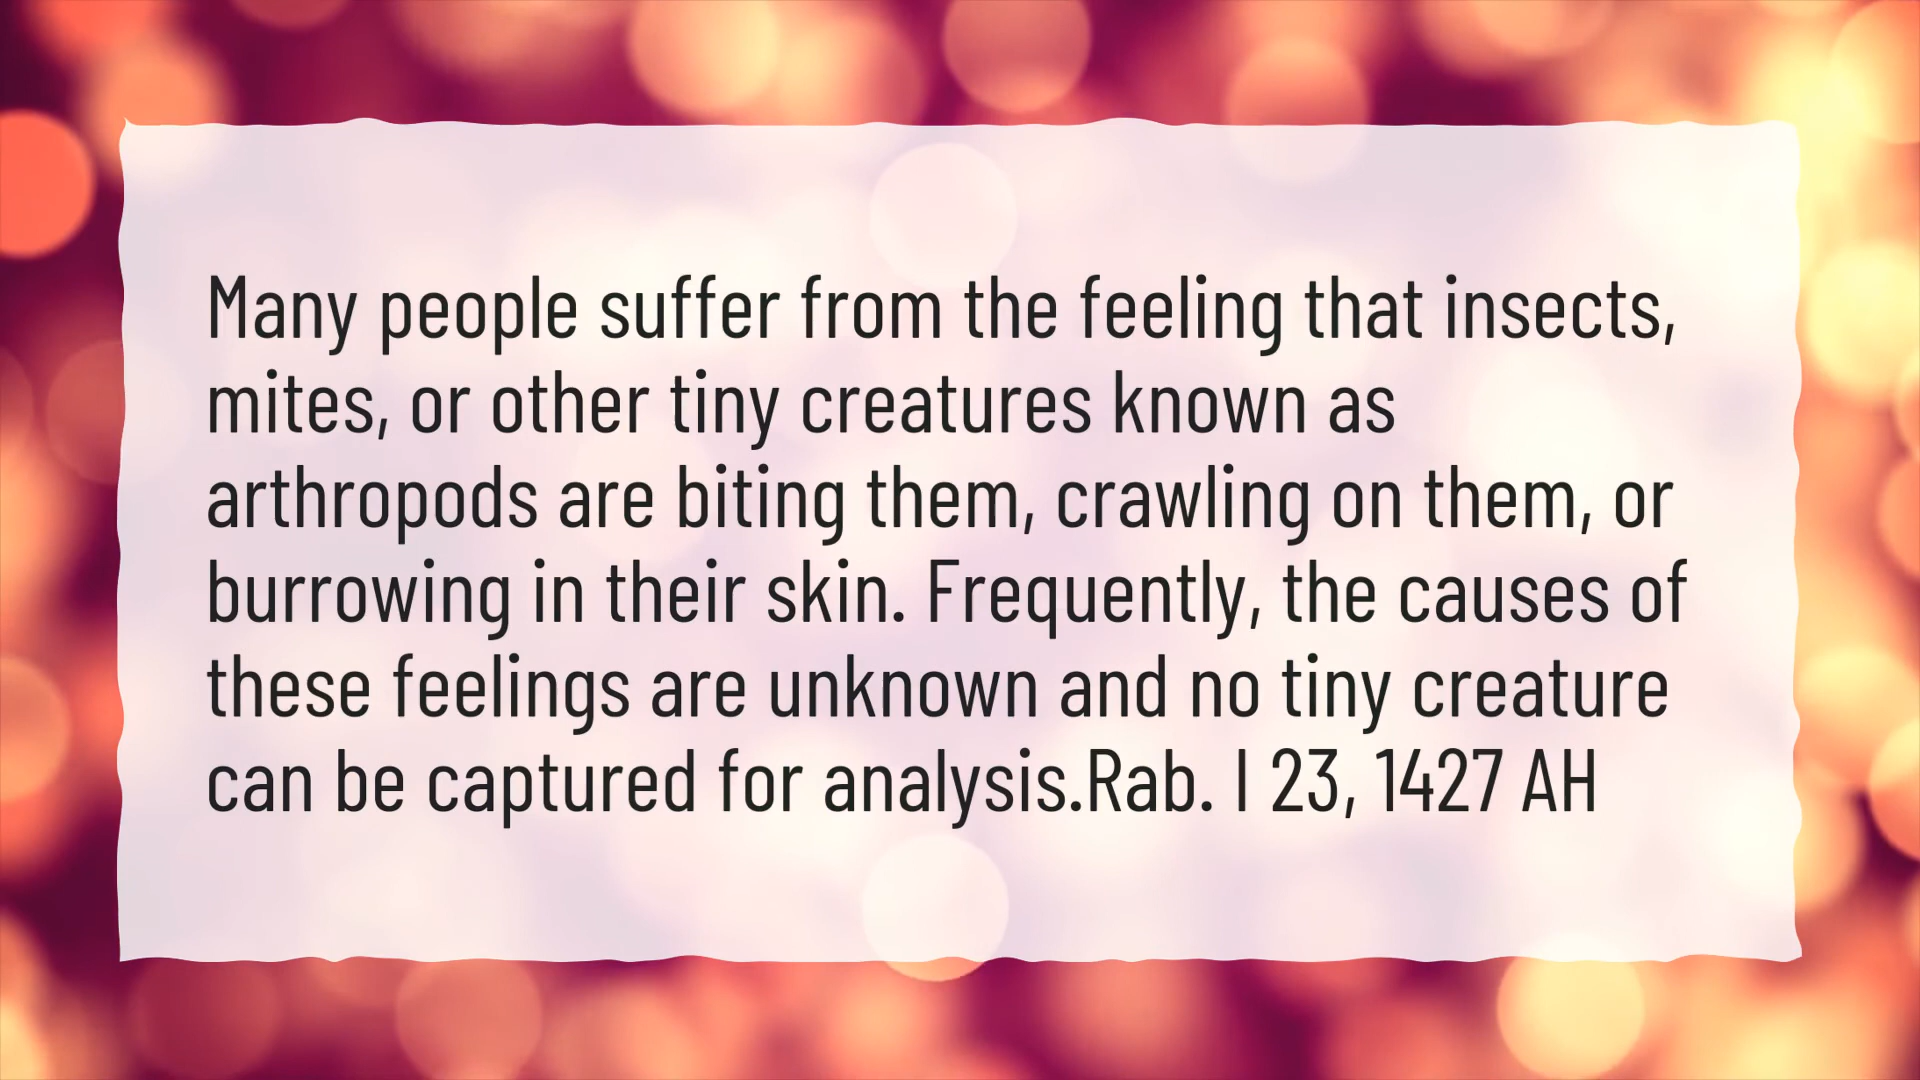 Many people suffer from the feeling that insects,
mites, or other tiny creatures known as
arthropods are biting them, crawling on them, or
burrowing in their skin. Frequently, the causes of
these feelings are unknown and no tiny creature
can be captured for analysis.Rab. I 23, 1427 AH